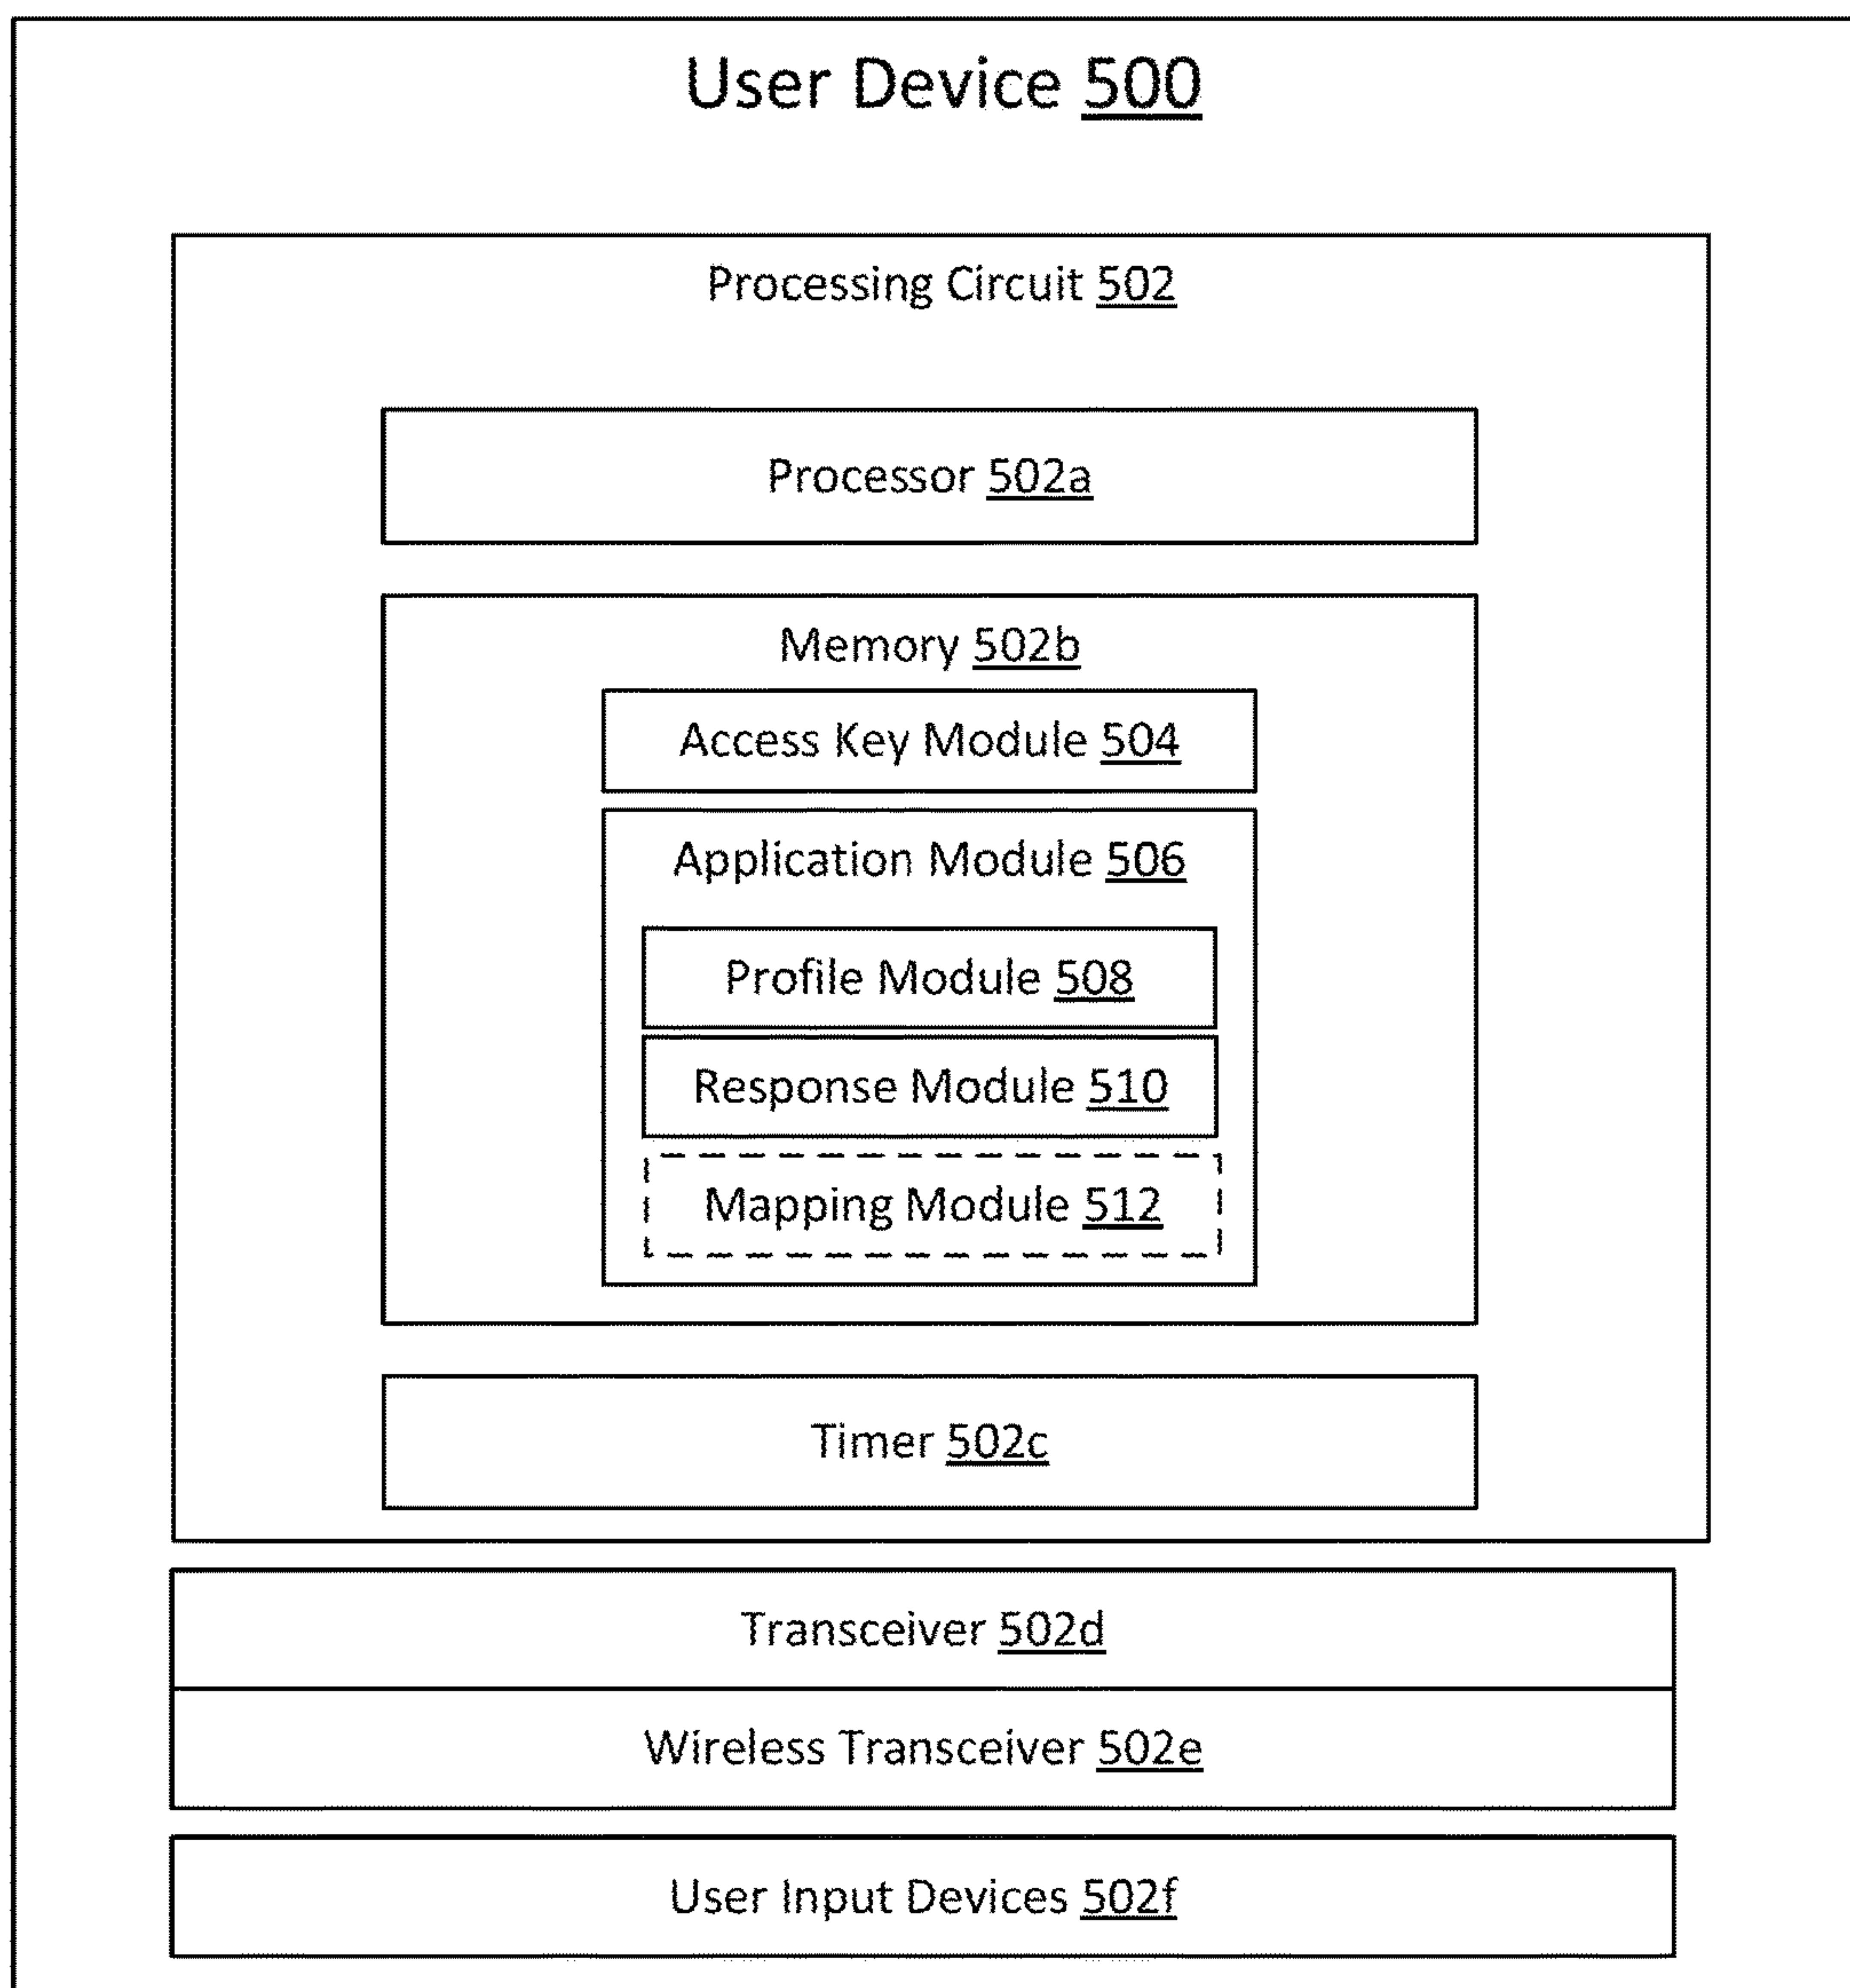 User Device 500
Processing Circuit 502
Processor 502a
Memory 502b
Access Key Module 504
Application Module 506
Profile Module 508
Response Module 510
Mapping Module 512
Timer 502c
Transceiver 502d
Wireless Transceiver 502e
User Input Devices 502f